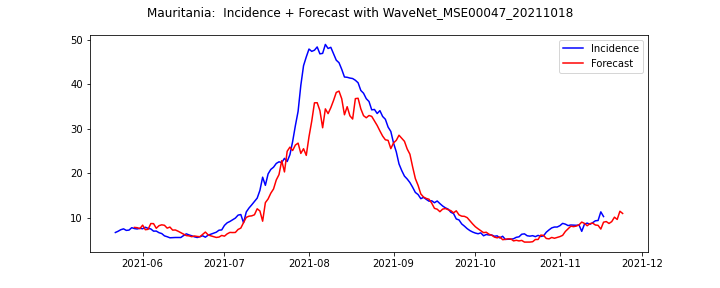 Mauritania:  Incidence + Forecast with WaveNet_MSE00047_20211018
Incidence
Forecast
50
40
30
20
10
2021-06 2021-07 2021-08 2021-09 2021-10 2021-11 2021-12